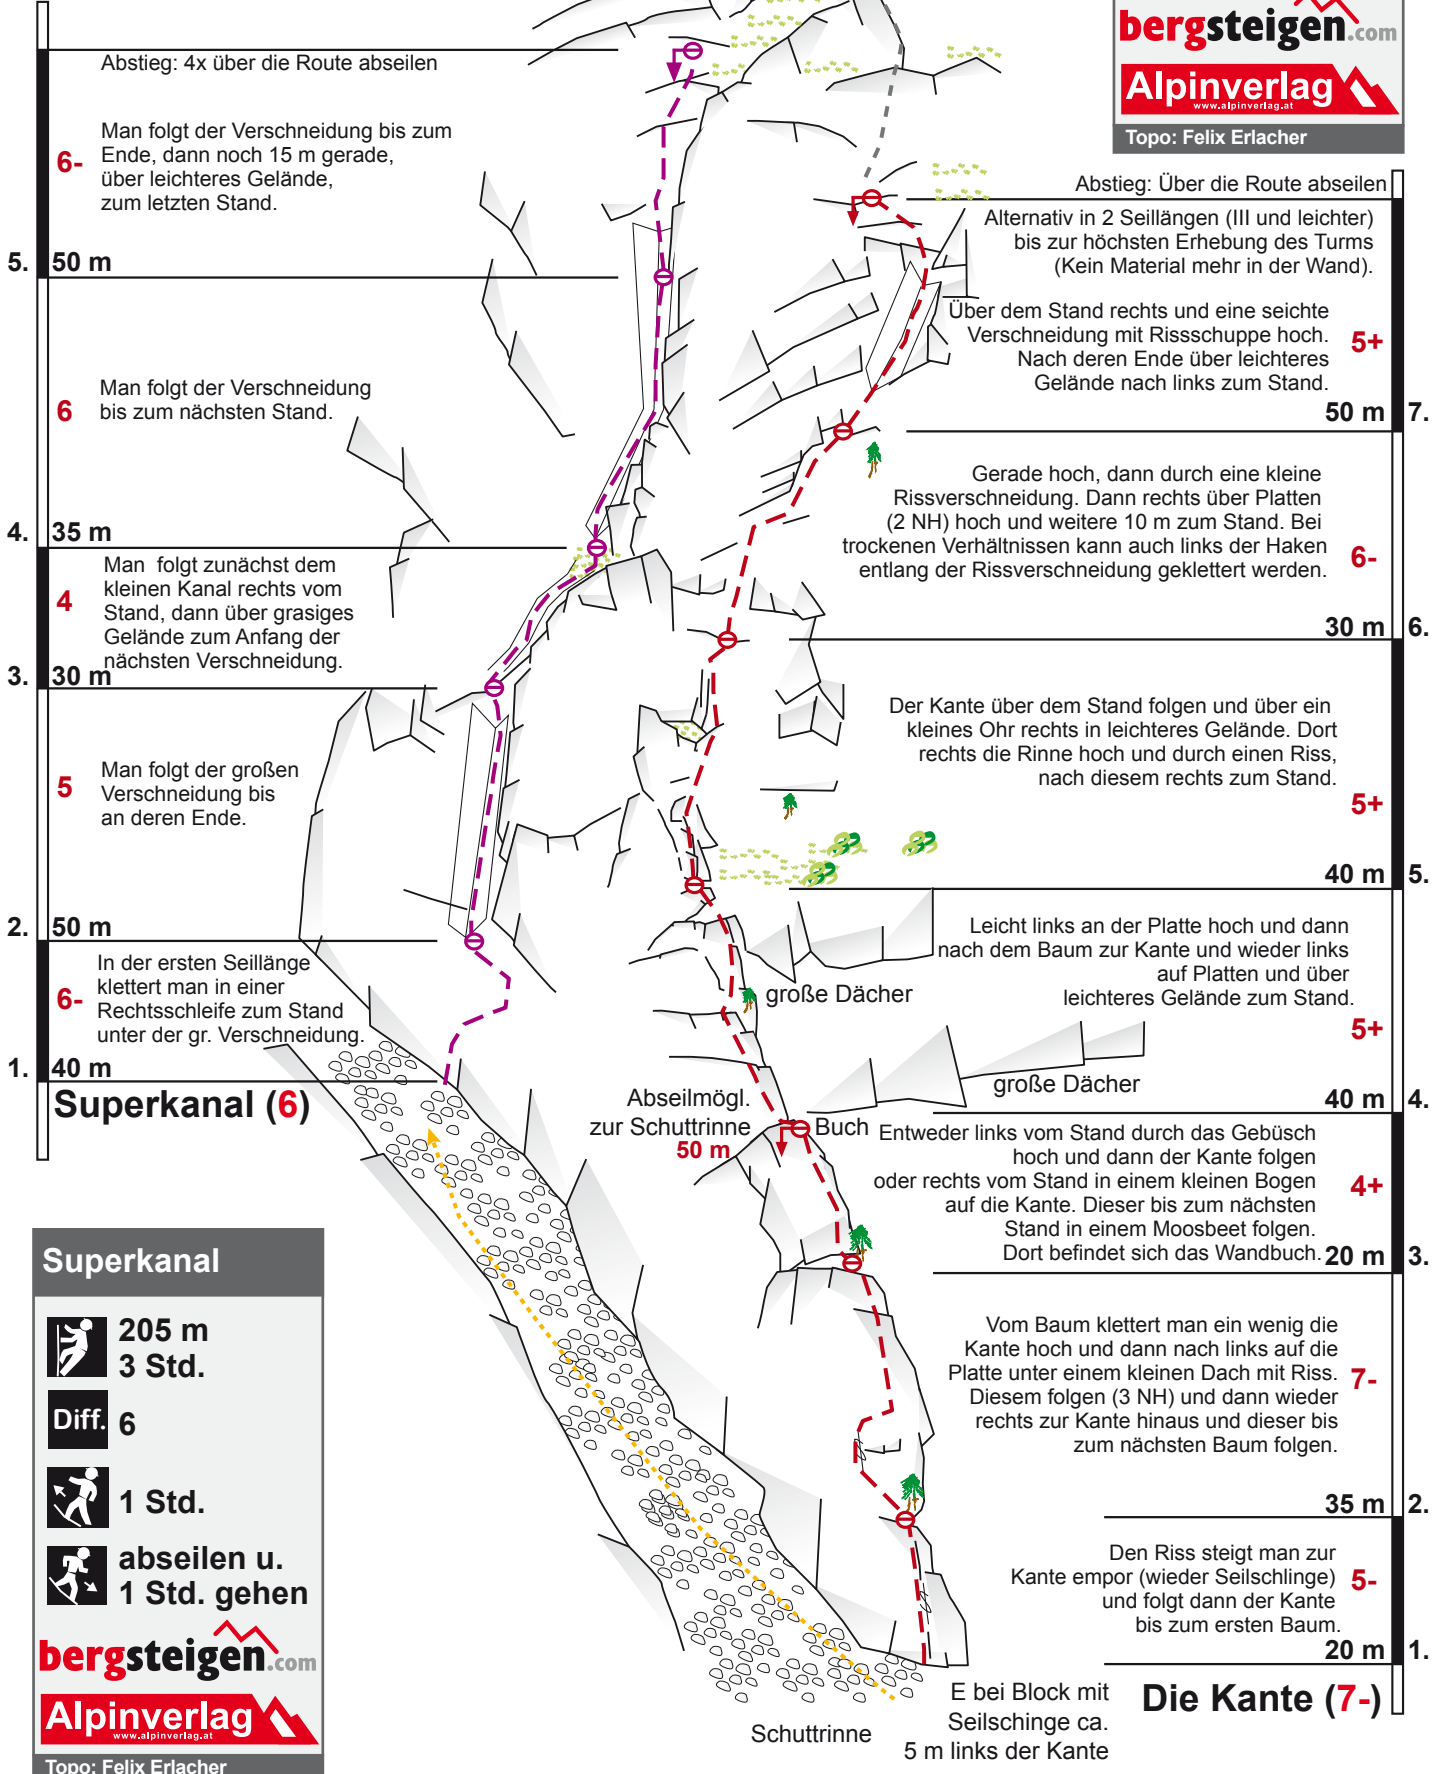 Abstieg: 4x über die Route abseilen
Man folgt der Verschneidung bis zum
Ende, dann noch 15 m gerade,
über leichteres Gelände,
zum letzten Stand.
6-
5.
50 m
Man folgt der Verschneidung
bis zum nächsten Stand.
6
4.
35 m
Man folgt zunächst dem
kleinen Kanal rechts vom
Stand, dann über grasiges
Gelände zum Anfang der
nächsten Verschneidung.
4
3.
30 m
Man folgt der großen
Verschneidung bis
an deren Ende.
5
2.
50 m
In der ersten Seillänge
klettert man in einer
Rechtsschleife zum Stand
unter der gr. Verschneidung.
6-
1.
40 m
Superkanal (6)
Superkanal
205 m
3 Std.
Diff.
6
1 Std.
abseilen u.
1 Std. gehen
bergsteigen.com
Alpinverlag
www.alpinverlag.at
Topo: Felix Erlacher
bergsteigen.com
Alpinverlag
www.alpinverlag.at
Topo: Felix Erlacher
Abstieg: Über die Route abseilen
Alternativ in 2 Seillängen (III und leichter)
bis zur höchsten Erhebung des Turms
(Kein Material mehr in der Wand).
Über dem Stand rechts und eine seichte
Verschneidung mit Rissschuppe hoch.
Nach deren Ende über leichteres
Gelände nach links zum Stand.
5+
50 m
7.
Gerade hoch, dann durch eine kleine
Rissverschneidung. Dann rechts über Platten
(2 NH) hoch und weitere 10 m zum Stand. Bei
trockenen Verhältnissen kann auch links der Haken
entlang der Rissverschneidung geklettert werden.
6-
30 m
6.
Der Kante über dem Stand folgen und über ein
kleines Ohr rechts in leichteres Gelände. Dort
rechts die Rinne hoch und durch einen Riss,
nach diesem rechts zum Stand.
5+
40 m
5.
Leicht links an der Platte hoch und dann
nach dem Baum zur Kante und wieder links
auf Platten und über
leichteres Gelände zum Stand.
5+
große Dächer
große Dächer
40 m
4.
Abseilmögl.
zur Schuttrinne
50 m
Buch
Entweder links vom Stand durch das Gebüsch
hoch und dann der Kante folgen
oder rechts vom Stand in einem kleinen Bogen
auf die Kante. Dieser bis zum nächsten
Stand in einem Moosbeet folgen.
Dort befindet sich das Wandbuch.
4+
20 m
3.
Vom Baum klettert man ein wenig die
Kante hoch und dann nach links auf die
Platte unter einem kleinen Dach mit Riss.
Diesem folgen (3 NH) und dann wieder
rechts zur Kante hinaus und dieser bis
zum nächsten Baum folgen.
7-
35 m
2.
Den Riss steigt man zur
Kante empor (wieder Seilschlinge)
und folgt dann der Kante
bis zum ersten Baum.
5-
20 m
1.
Die Kante (7-)
E bei Block mit
Seilschinge ca.
5 m links der Kante
Schuttrinne